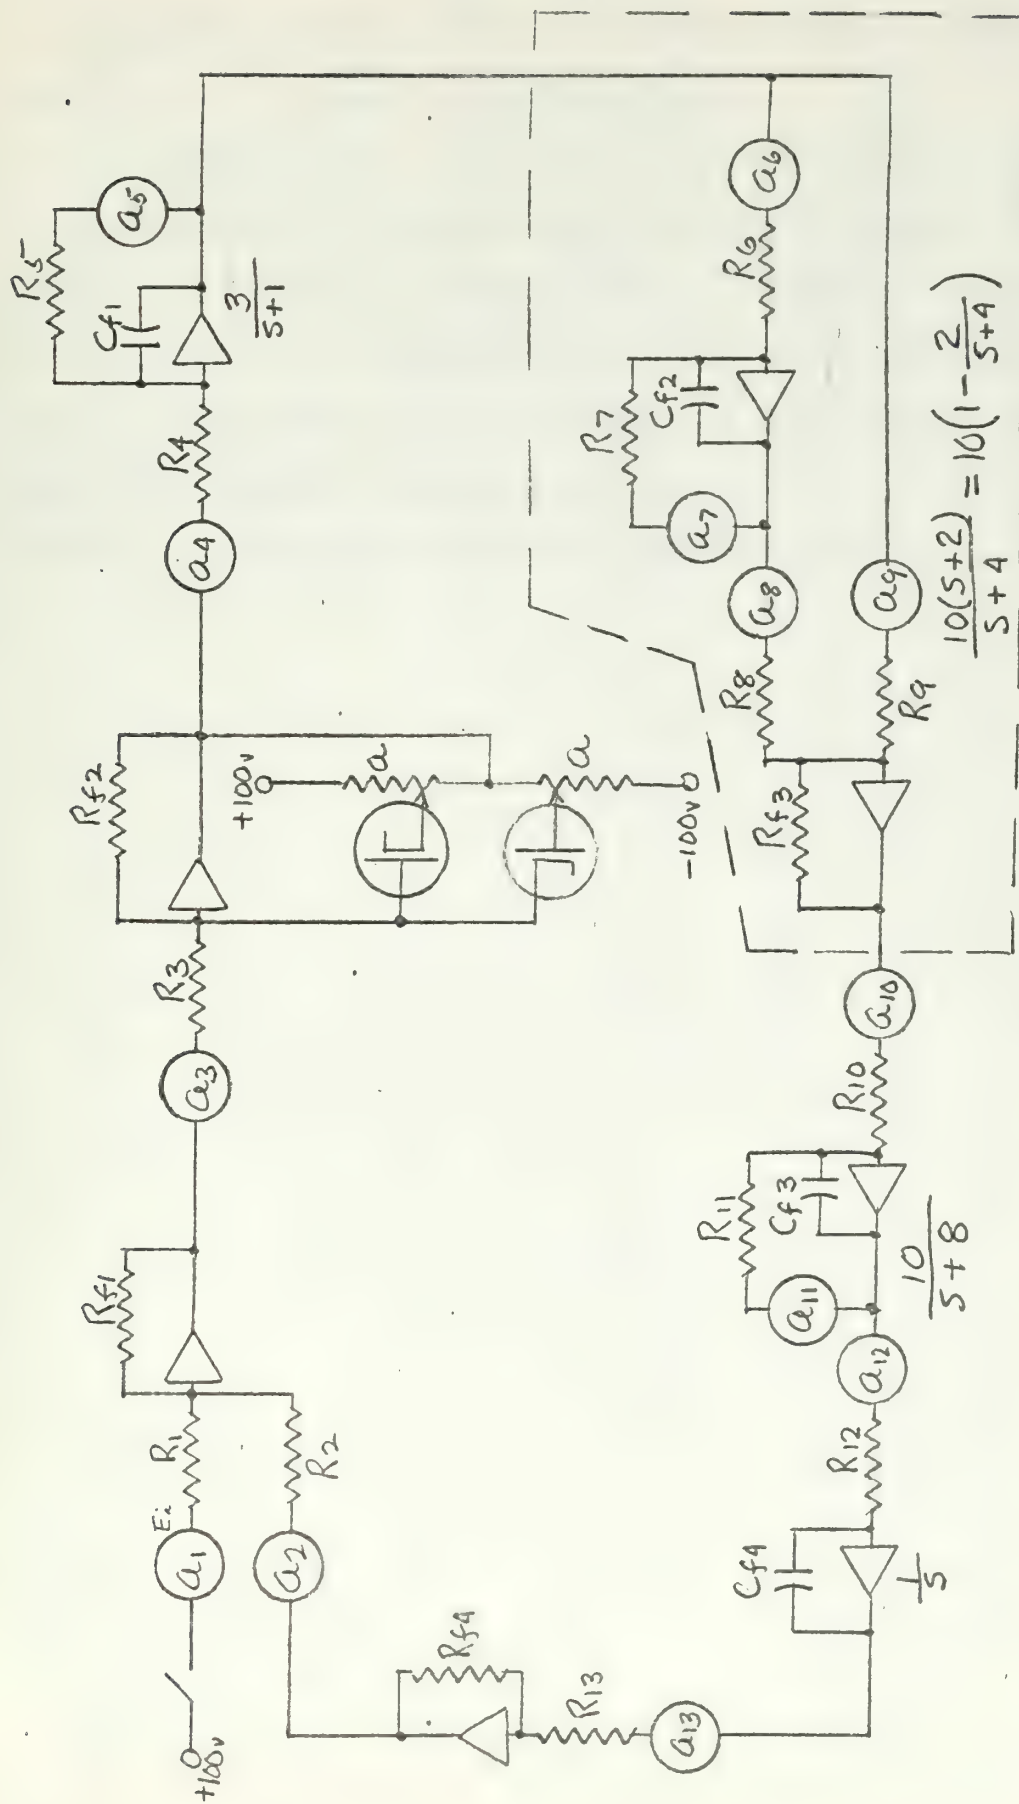 +100v
a1
Ei
R1
Rf1
a2
R2
a3
R3
Rf2
+100v
a
a
-100v
a4
R4
Cf1
R5
a5
3
S+1
a6
R6
Cf2
R7
a7
a8
R8
a9
R9
Rf3
10(S+2)
S+4
= 10(1 - 2
S+4)
a10
R10
Cf3
R11
a11
10
S+8
a12
R12
Cf4
1
S
a13
R13
Rf4